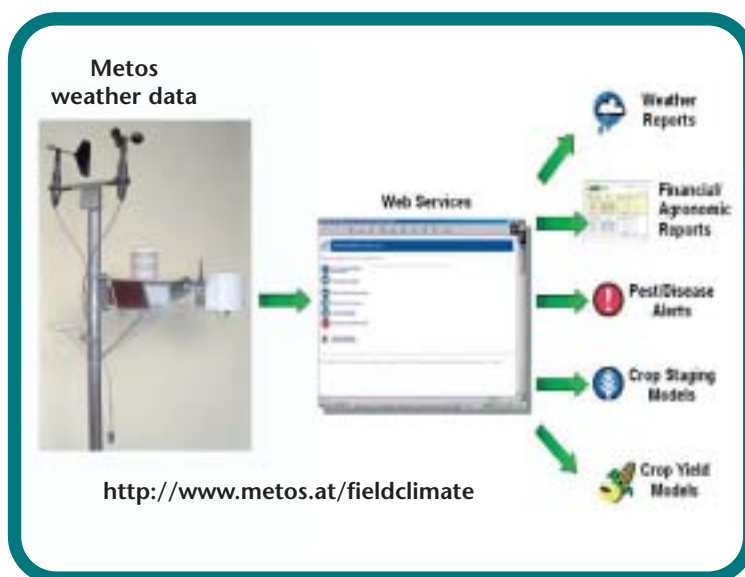 Metos
weather data
Web Services
Weather
Reports
Financial/
Agronomic
Reports
Pest/Disease
Alerts
Crop Staging
Models
Crop Yield
Models
http://www.metos.at/fieldclimate